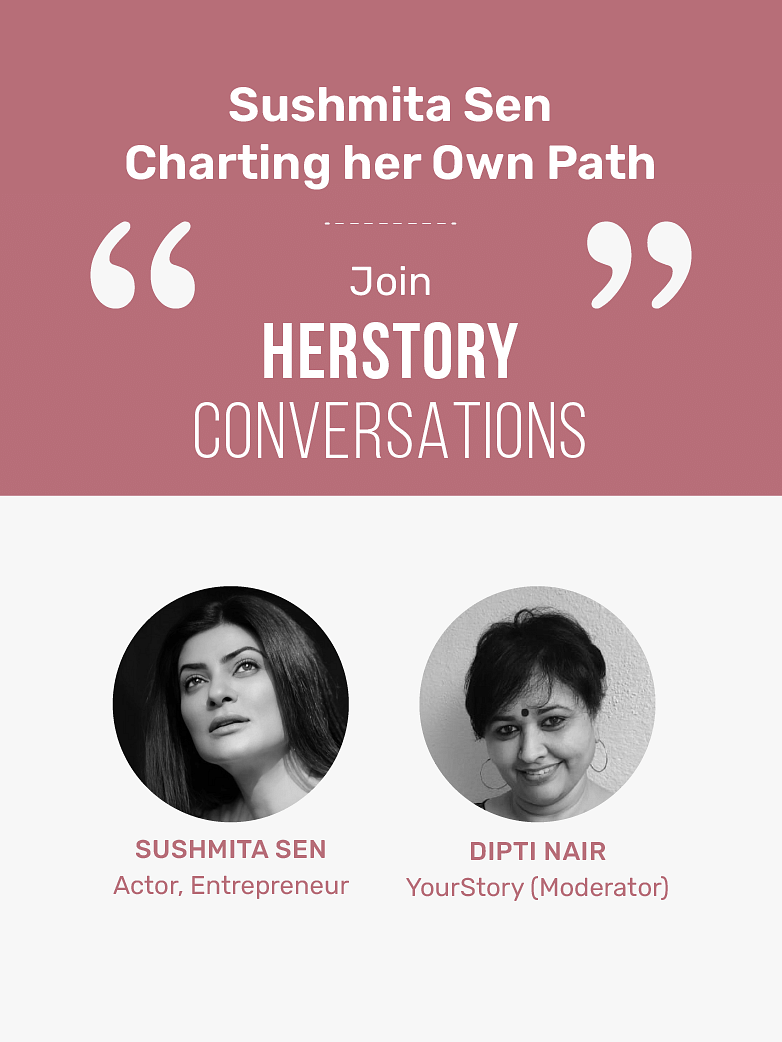 Sushmita Sen
Charting her Own Path
“ ”
Join
HERSTORY
CONVERSATIONS
SUSHMITA SEN
Actor, Entrepreneur
DIPTI NAIR
YourStory (Moderator)